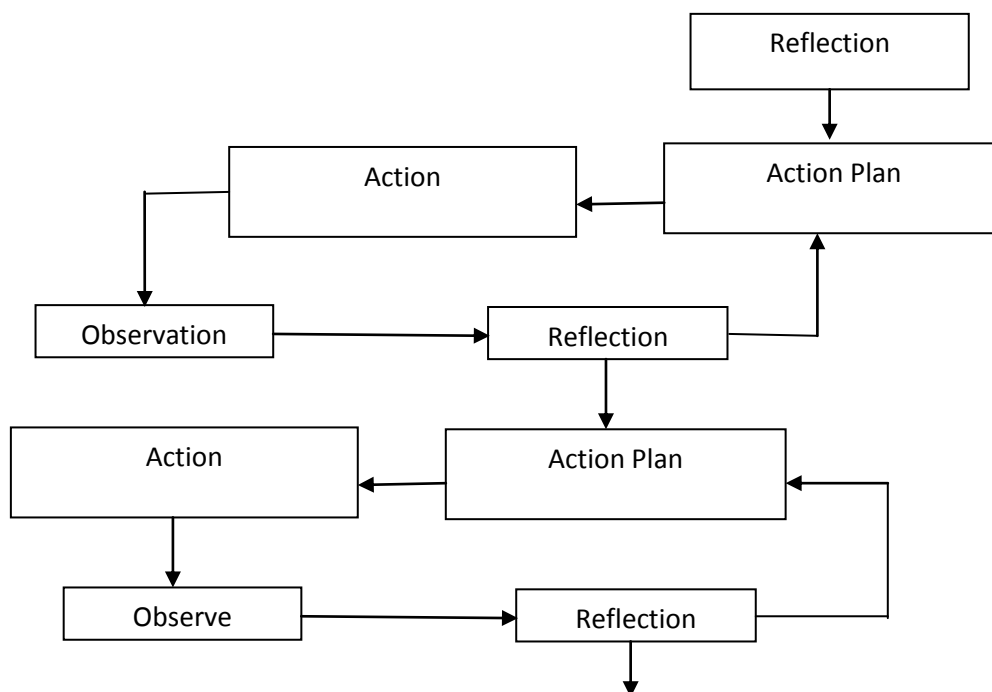 Reflection
Action Plan
Action
Observation
Reflection
Action Plan
Action
Observe
Reflection